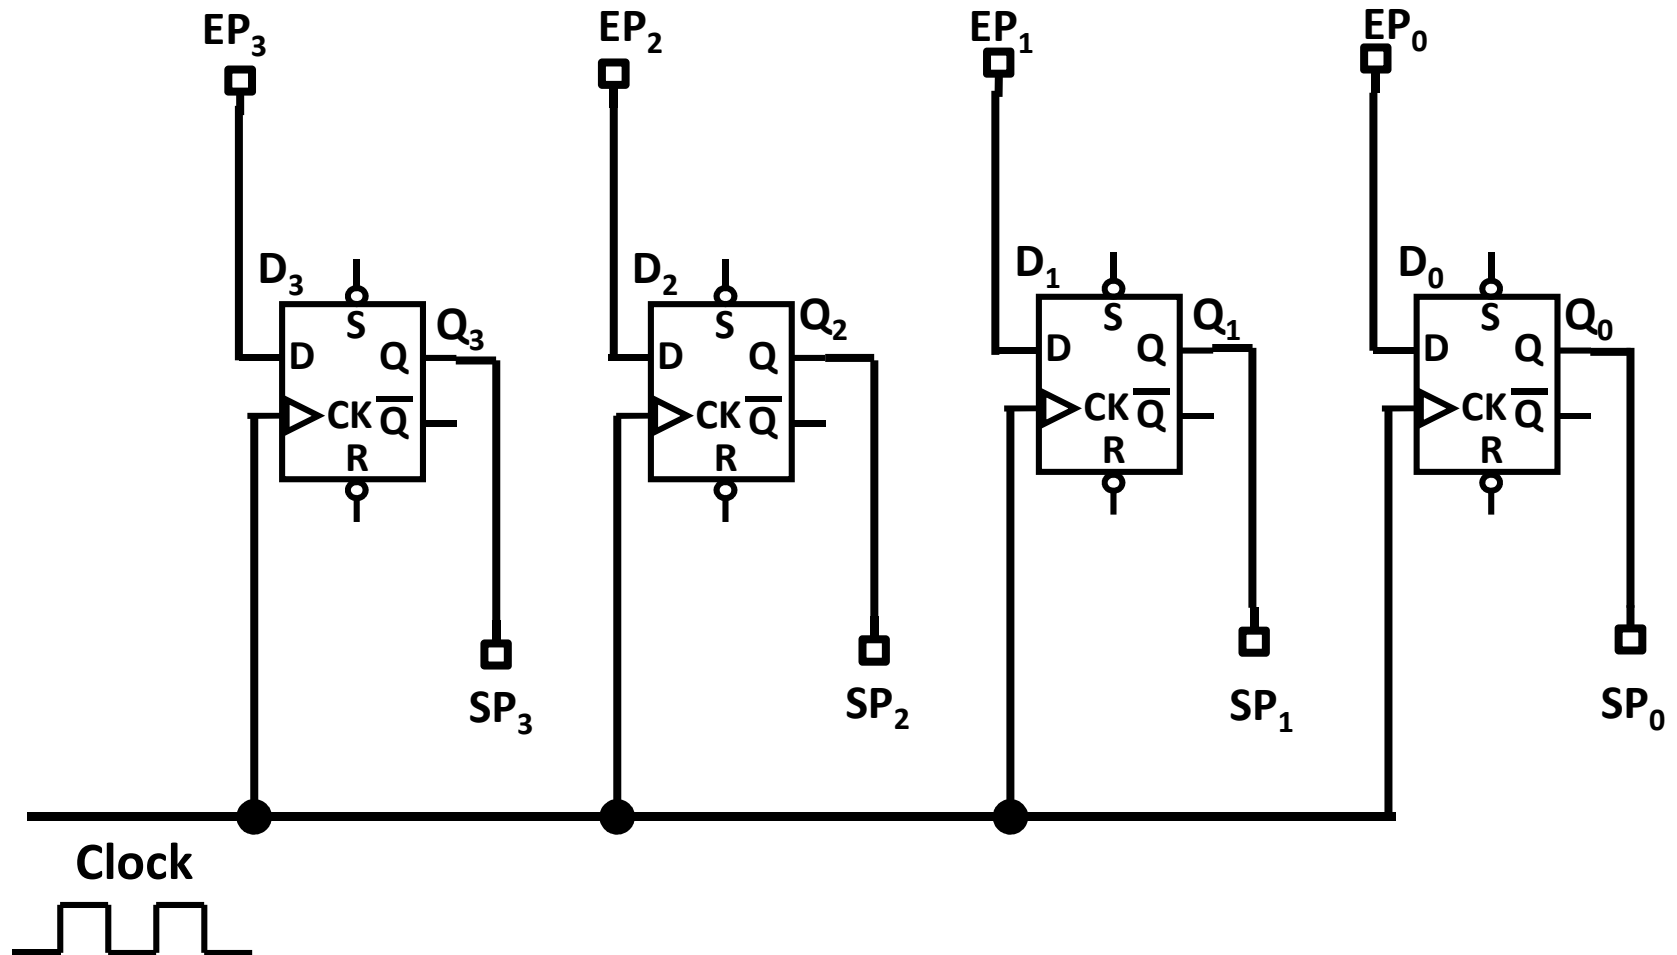 EP₃ EP₂ EP₁ EP₀
D₃ D₂ D₁ D₀
S S S S
Q₃ Q₂ Q₁ Q₀
D Q D Q D Q D Q
CK Q̅ CK Q̅ CK Q̅ CK Q̅
R R R R
SP₃ SP₂ SP₁ SP₀
Clock